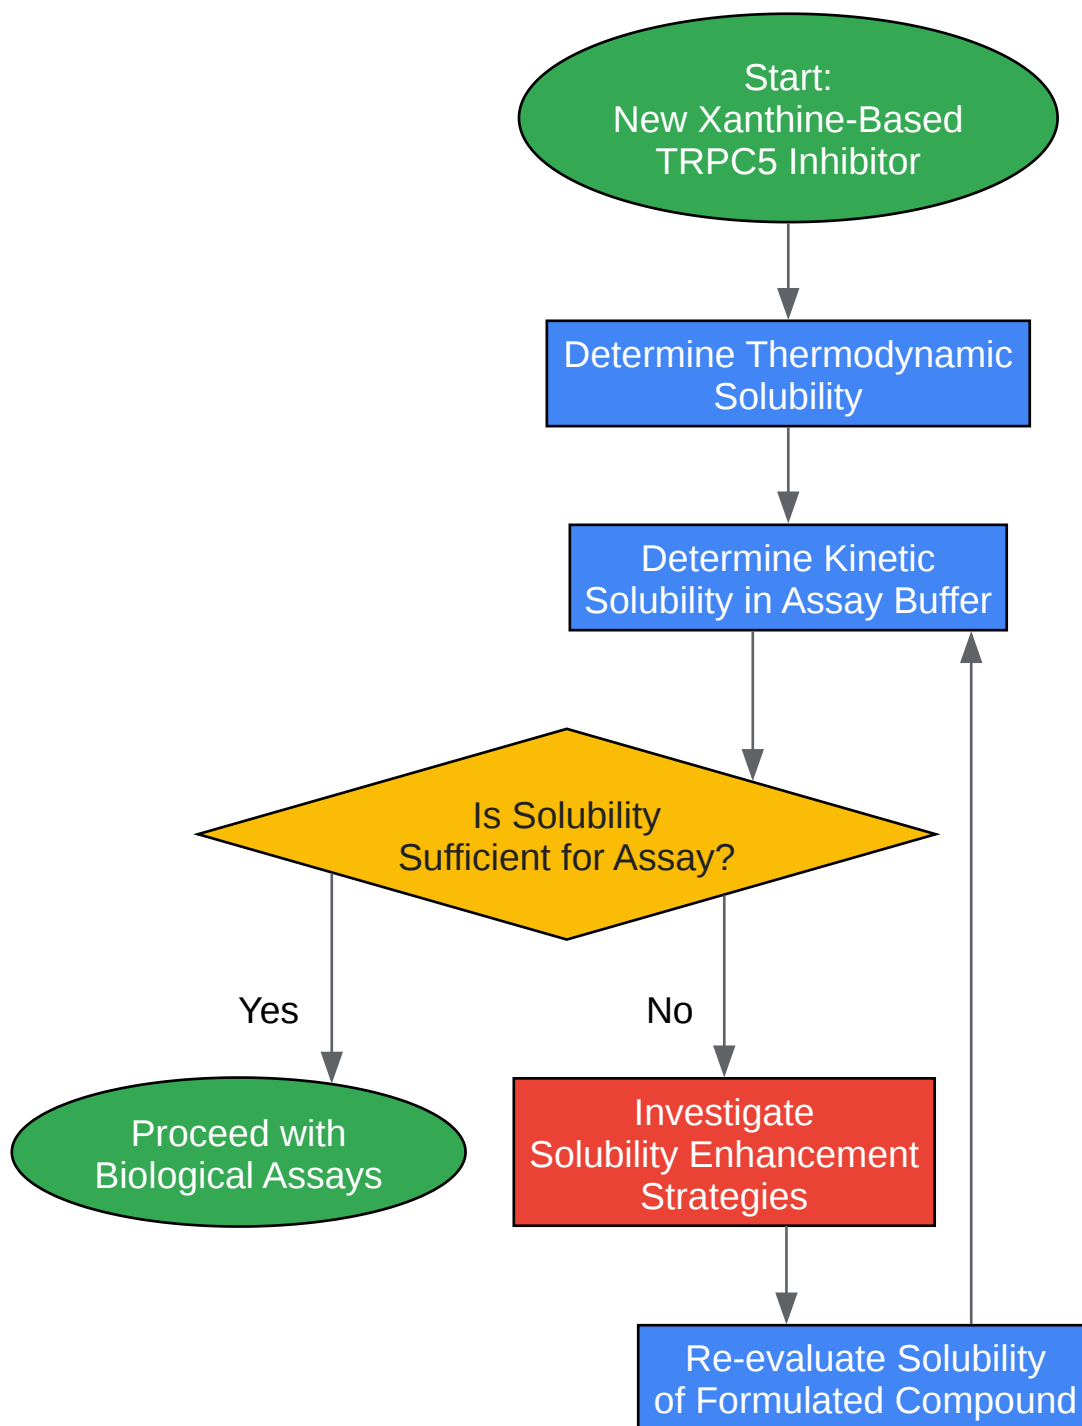 Start:
New Xanthine-Based
TRPC5 Inhibitor
Determine Thermodynamic
Solubility
Determine Kinetic
Solubility in Assay Buffer
Is Solubility
Sufficient for Assay?
Yes
No
Proceed with
Biological Assays
Investigate
Solubility Enhancement
Strategies
Re-evaluate Solubility
of Formulated Compound